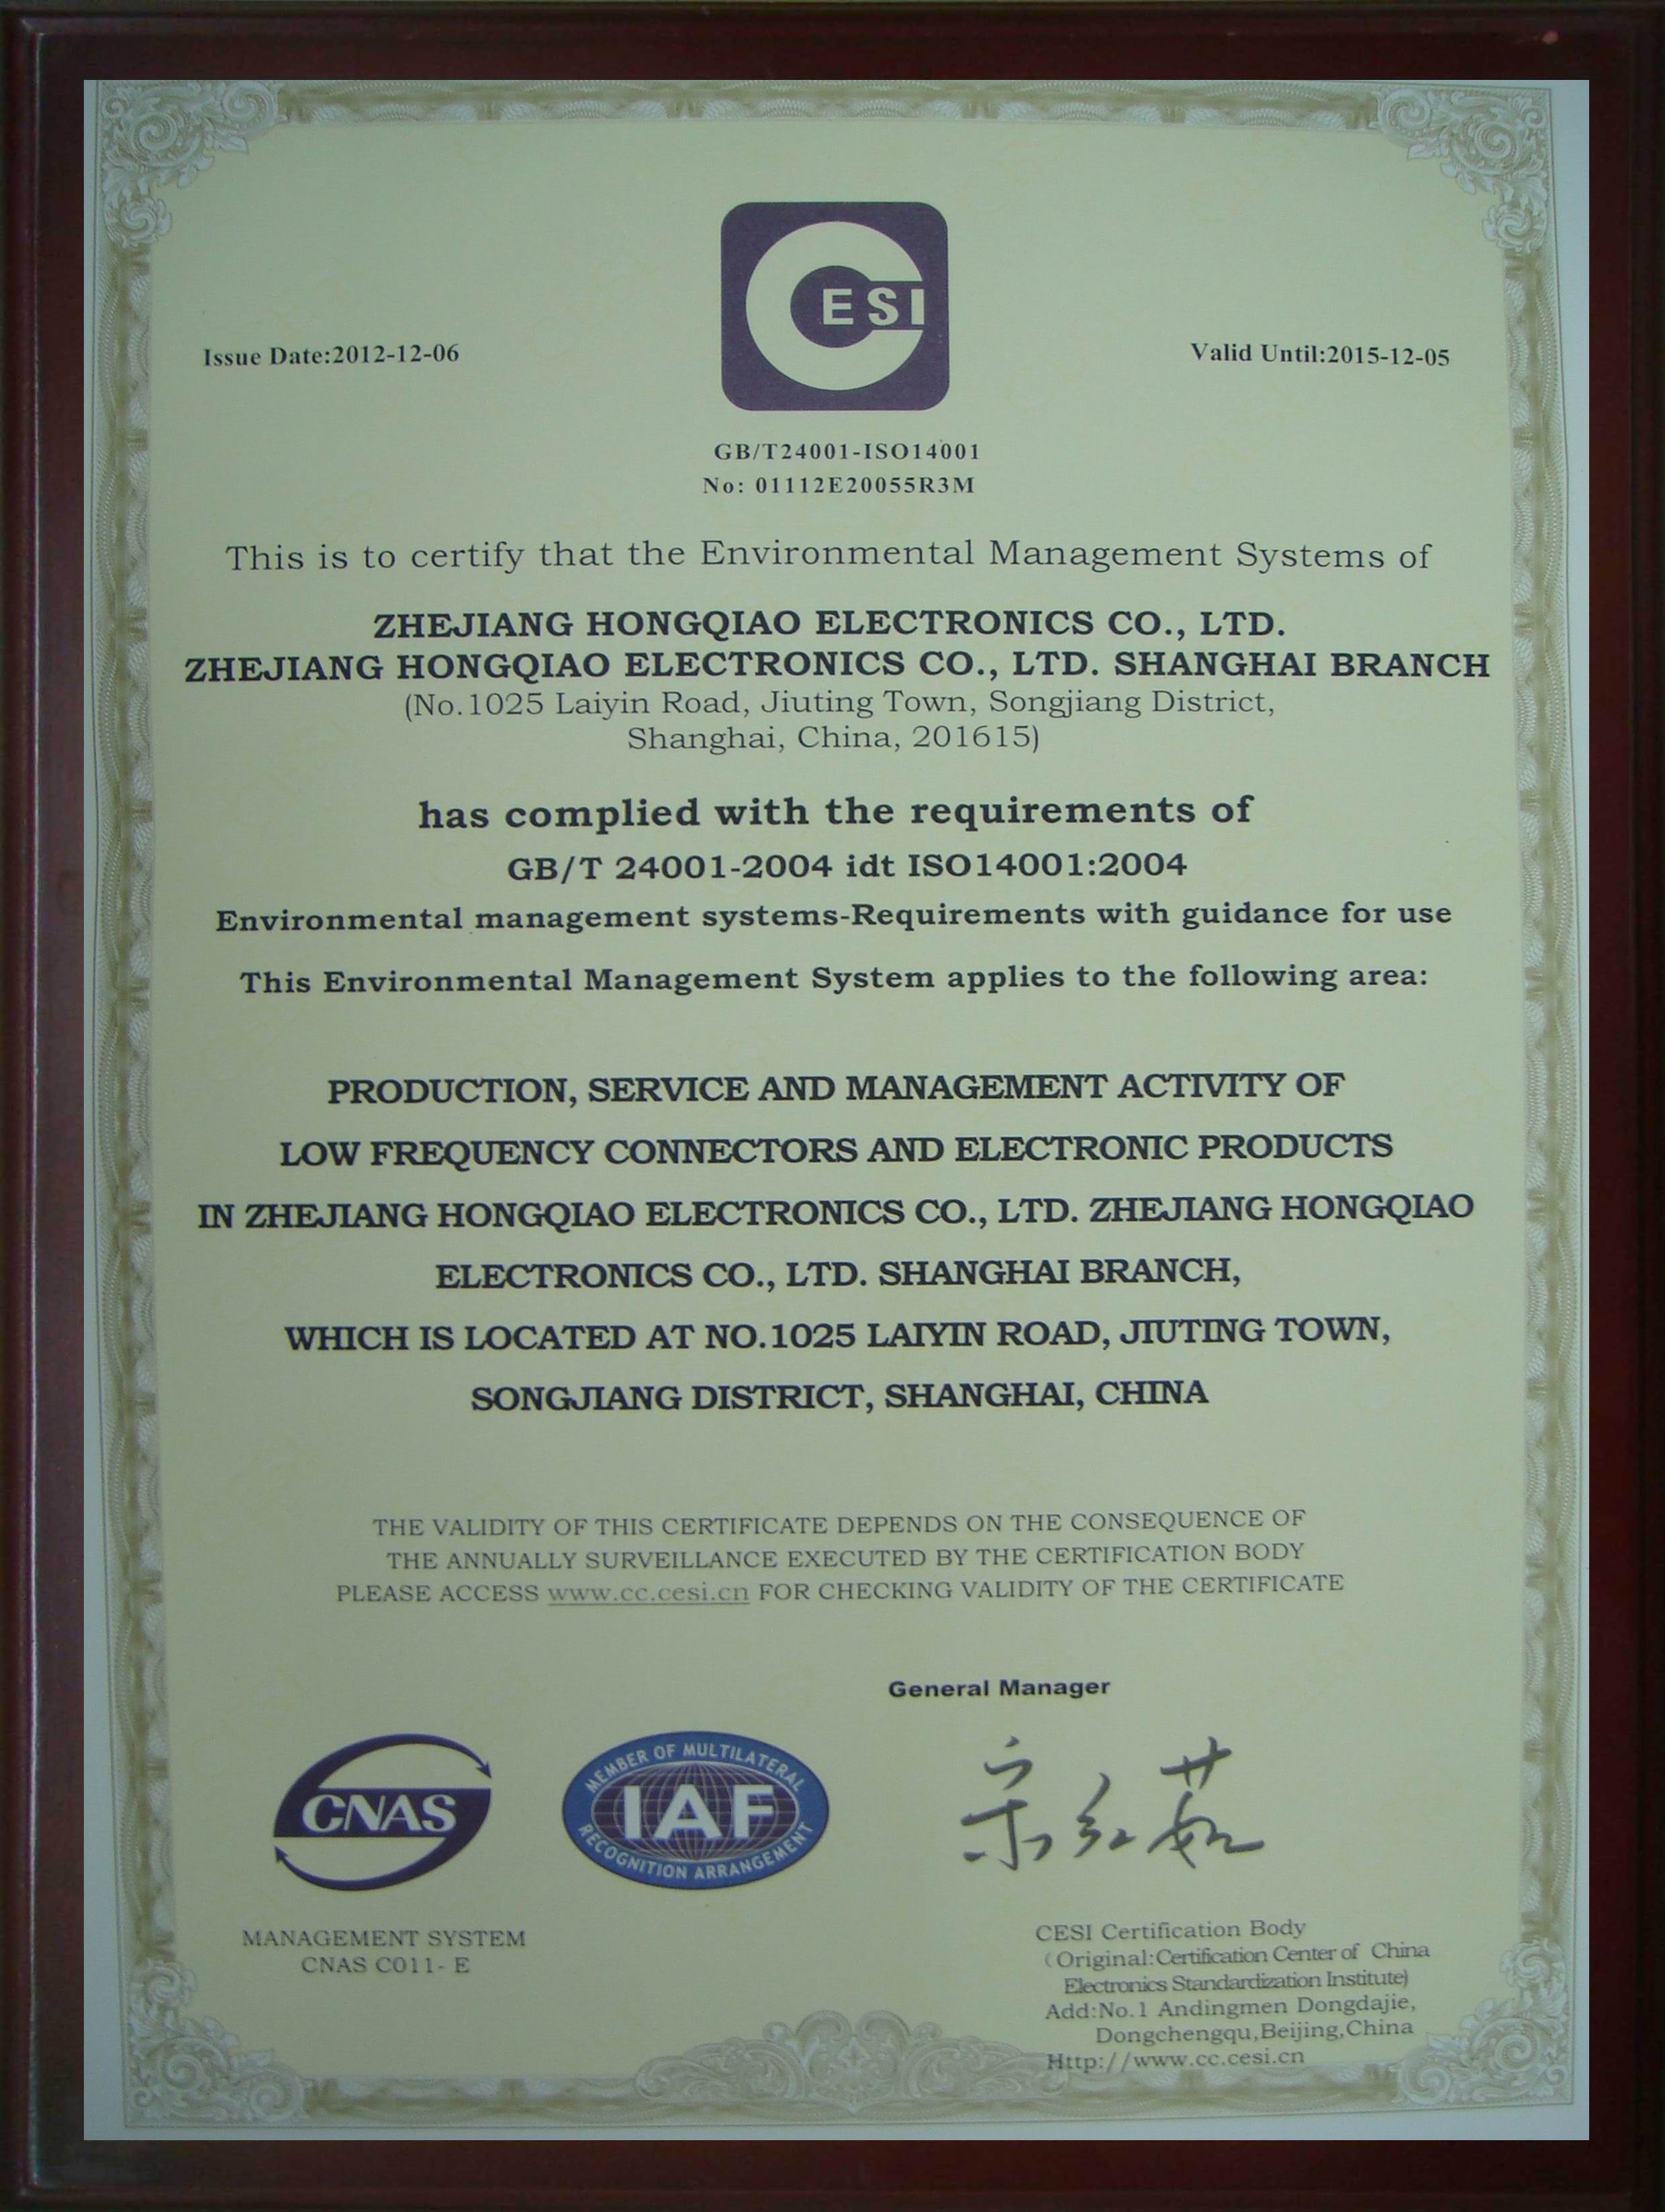 CESI
Issue Date:2012-12-06
Valid Until:2015-12-05
GB/T24001-ISO14001
No: 01112E20055R3M
This is to certify that the Environmental Management Systems of
ZHEJIANG HONGQIAO ELECTRONICS CO., LTD.
ZHEJIANG HONGQIAO ELECTRONICS CO., LTD. SHANGHAI BRANCH
(No.1025 Laiyin Road, Jiuting Town, Songjiang District,
Shanghai, China, 201615)
has complied with the requirements of
GB/T 24001-2004 idt ISO14001:2004
Environmental management systems-Requirements with guidance for use
This Environmental Management System applies to the following area:
PRODUCTION, SERVICE AND MANAGEMENT ACTIVITY OF
LOW FREQUENCY CONNECTORS AND ELECTRONIC PRODUCTS
IN ZHEJIANG HONGQIAO ELECTRONICS CO., LTD. ZHEJIANG HONGQIAO
ELECTRONICS CO., LTD. SHANGHAI BRANCH,
WHICH IS LOCATED AT NO.1025 LAIYIN ROAD, JIUTING TOWN,
SONGJIANG DISTRICT, SHANGHAI, CHINA
THE VALIDITY OF THIS CERTIFICATE DEPENDS ON THE CONSEQUENCE OF
THE ANNUALLY SURVEILLANCE EXECUTED BY THE CERTIFICATION BODY
PLEASE ACCESS www.cc.cesi.cn FOR CHECKING VALIDITY OF THE CERTIFICATE
General Manager
CNAS
MEMBER OF MULTILATERAL
IAF
RECOGNITION ARRANGEMENT
MANAGEMENT SYSTEM
CNAS C011- E
CESI Certification Body
(Original:Certification Center of China
Electronics Standardization Institute)
Add:No.1 Andingmen Dongdajie,
Dongchengqu,Beijing,China
Http://www.cc.cesi.cn